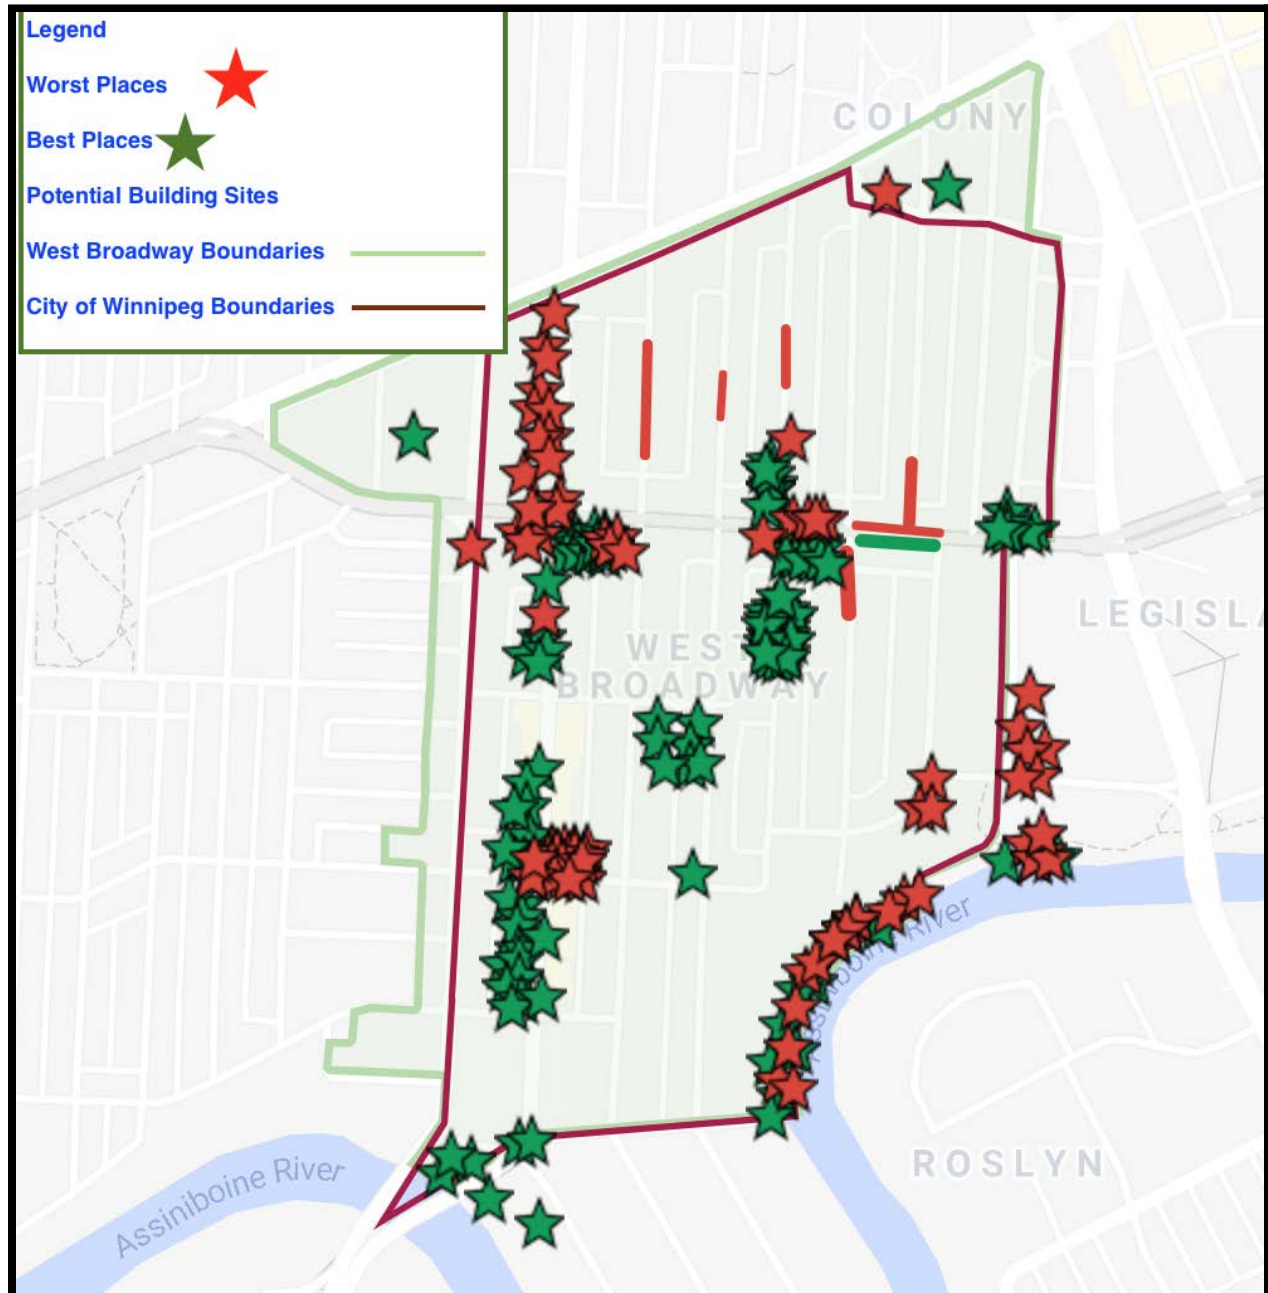 Legend
Worst Places
Best Places
Potential Building Sites
West Broadway Boundaries
City of Winnipeg Boundaries
COLONY
LEGISLA
WEST
BROADWAY
Assiniboine River
ROSLYN
Assiniboine River